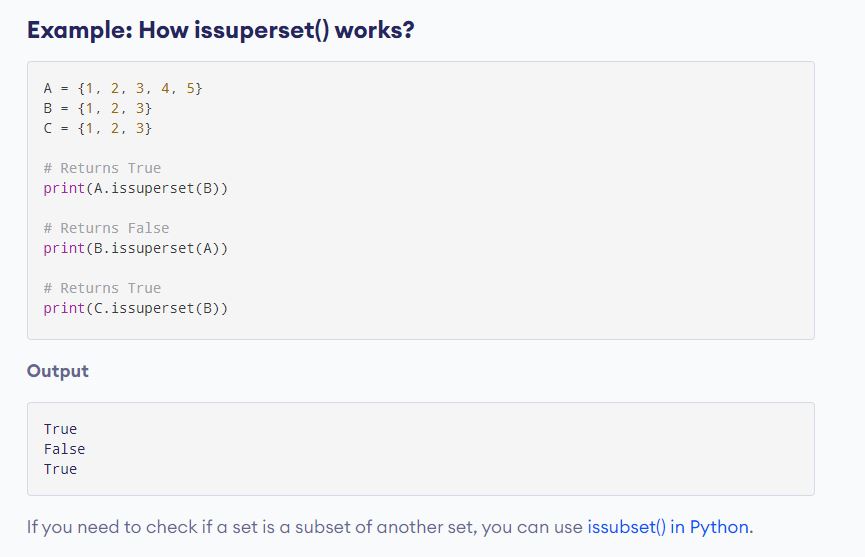 Example: How issuperset() works?
A = {1, 2, 3, 4, 5}
B = {1, 2, 3}
C = {1, 2, 3}
# Returns True
print(A.issuperset(B))
# Returns False
print(B.issuperset(A))
# Returns True
print(C.issuperset(B))
Output
True
False
True
If you need to check if a set is a subset of another set, you can use issubset() in Python.